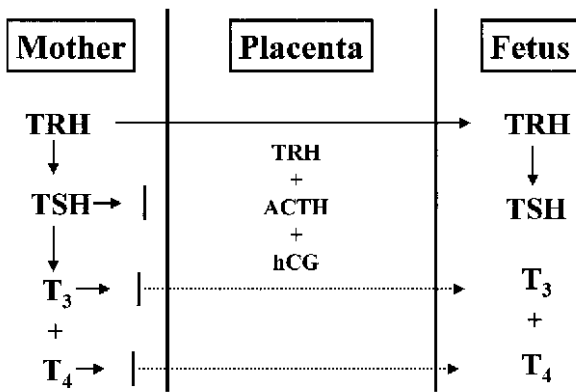 Mother Placenta Fetus
TRH TRH
TRH
+
TSH ACTH TSH
+
hCG
T₃ T₃
+ +
T₄ T₄